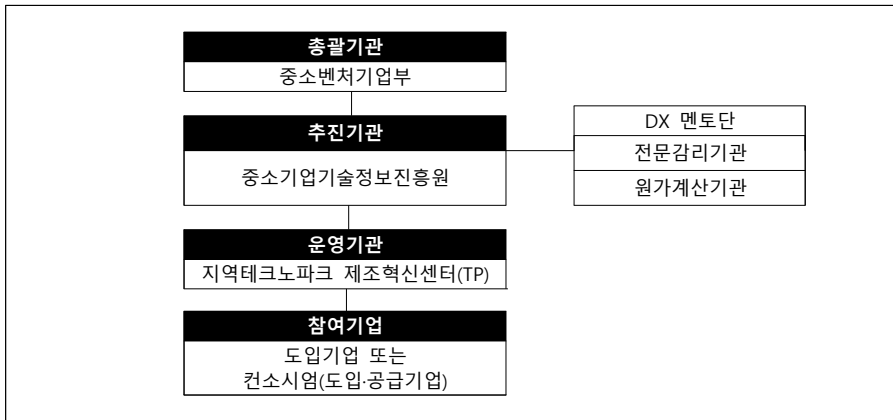 총괄기관
중소벤처기업부
추진기관
중소기업기술정보진흥원
DX 멘토단
전문감리기관
원가계산기관
운영기관
지역테크노파크 제조혁신센터(TP)
참여기업
도입기업 또는
컨소시엄(도입·공급기업)